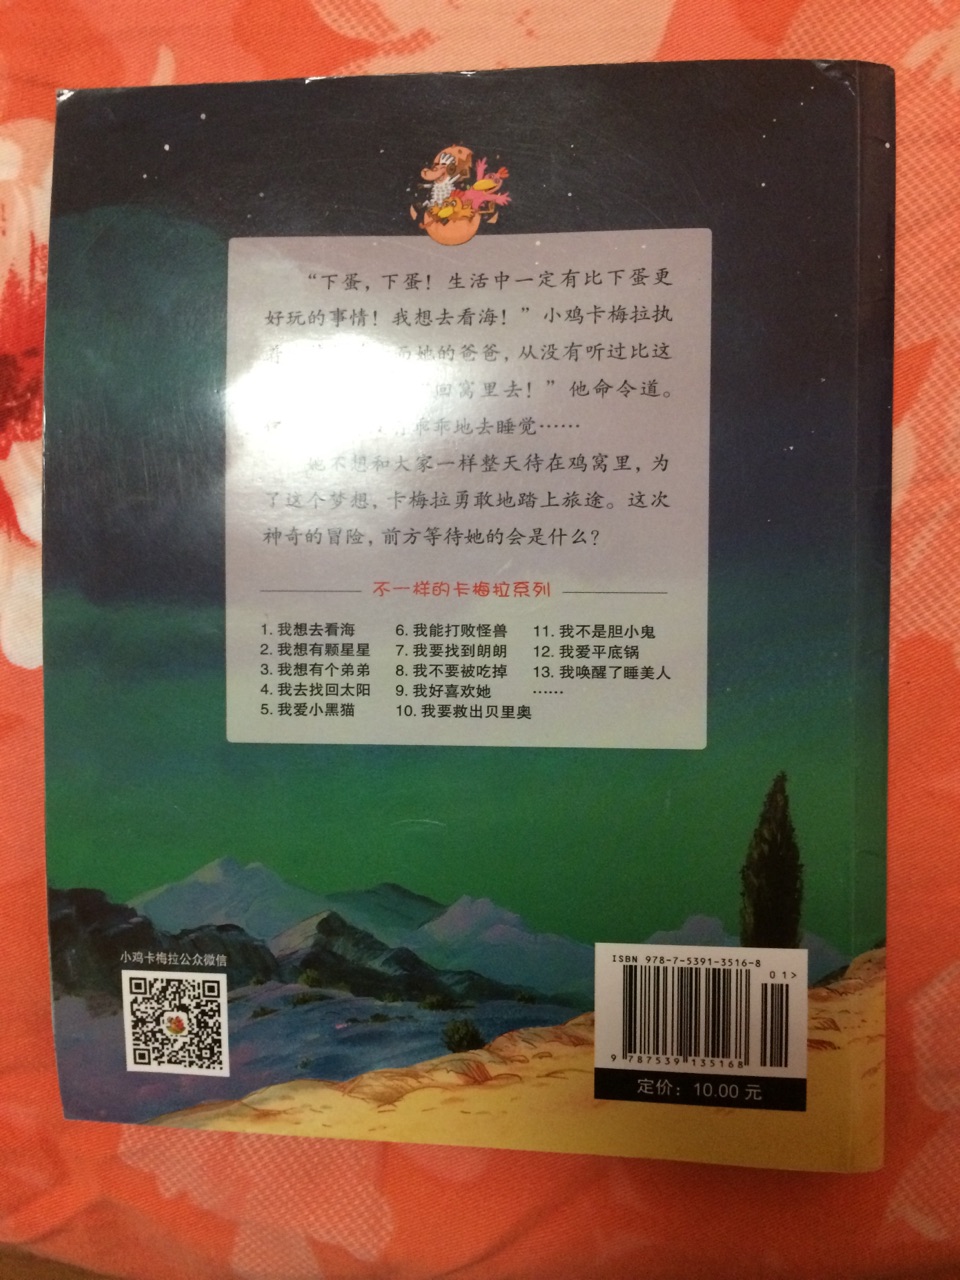 “下蛋，下蛋！生活中一定有比下蛋更
好玩的事情！我想去看海！”小鸡卡梅拉执
她的爸爸，从没有听过比这
回窝里去！”他命令道。
乖乖地去睡觉……
她不想和大家一样整天待在鸡窝里，为
了这个梦想，卡梅拉勇敢地踏上旅途。这次
神奇的冒险，前方等待她的会是什么？
不一样的卡梅拉系列
1. 我想去看海
2. 我想有颗星星
3. 我想有个弟弟
4. 我去找回太阳
5. 我爱小黑猫
6. 我能打败怪兽
7. 我要找到朗朗
8. 我不要被吃掉
9. 我好喜欢她
10. 我要救出贝里奥
11. 我不是胆小鬼
12. 我爱平底锅
13. 我唤醒了睡美人
……
小鸡卡梅拉公众微信
ISBN 978-7-5391-3516-8
01>
9 787539 135168
定价：10.00 元